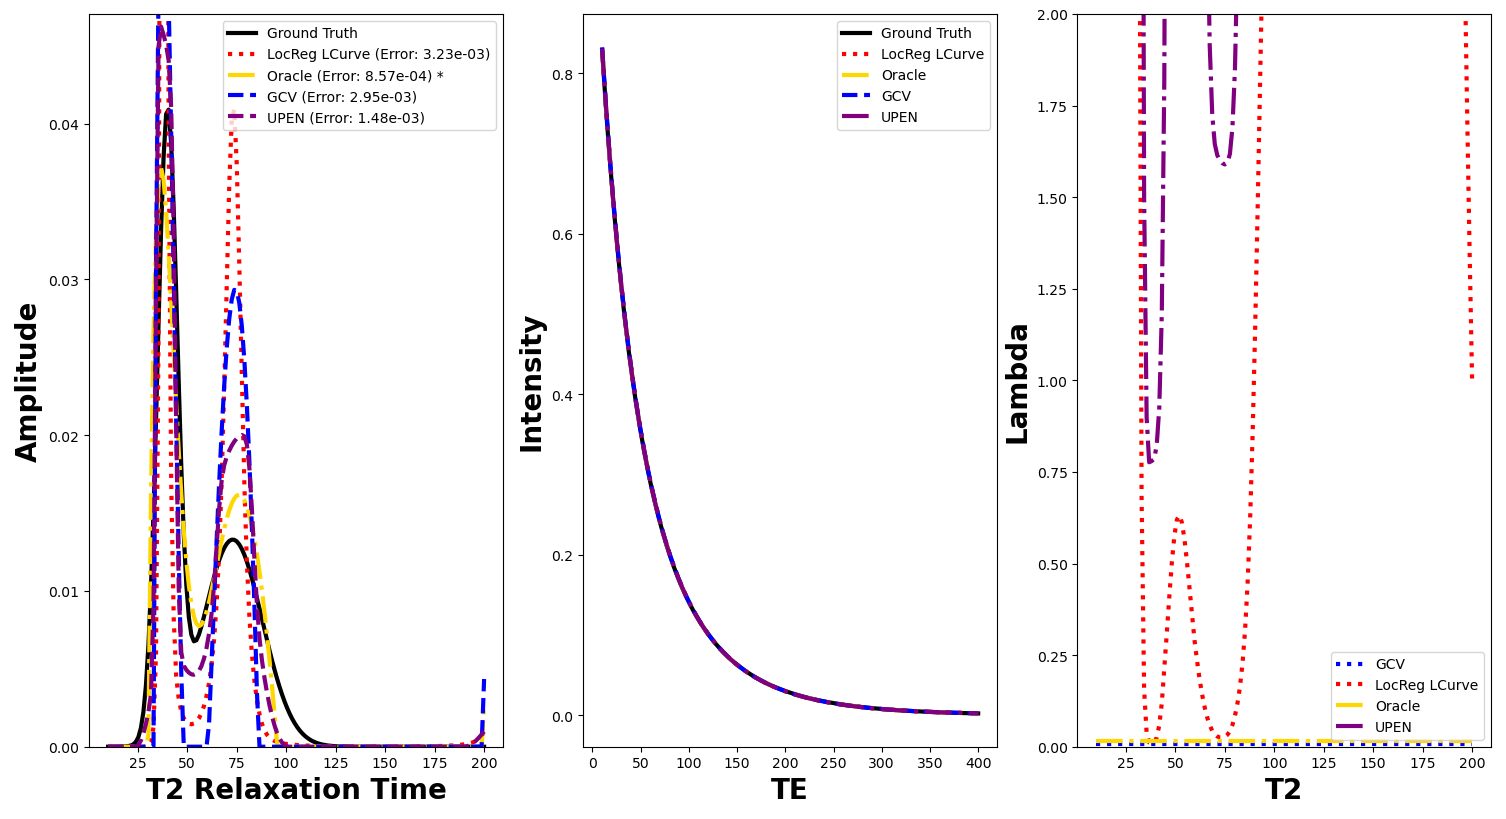 Ground Truth
LocReg LCurve (Error: 3.23e-03)
Oracle (Error: 8.57e-04) *
GCV (Error: 2.95e-03)
UPEN (Error: 1.48e-03)
0.04
0.03
0.02
0.01
0.00
Amplitude
25 50 75 100 125 150 175 200
T2 Relaxation Time
Ground Truth
LocReg LCurve
Oracle
GCV
UPEN
0.8
0.6
0.4
0.2
0.0
Intensity
0 50 100 150 200 250 300 350 400
TE
2.00
1.75
1.50
1.25
1.00
0.75
0.50
0.25
0.00
Lambda
GCV
LocReg LCurve
Oracle
UPEN
25 50 75 100 125 150 175 200
T2